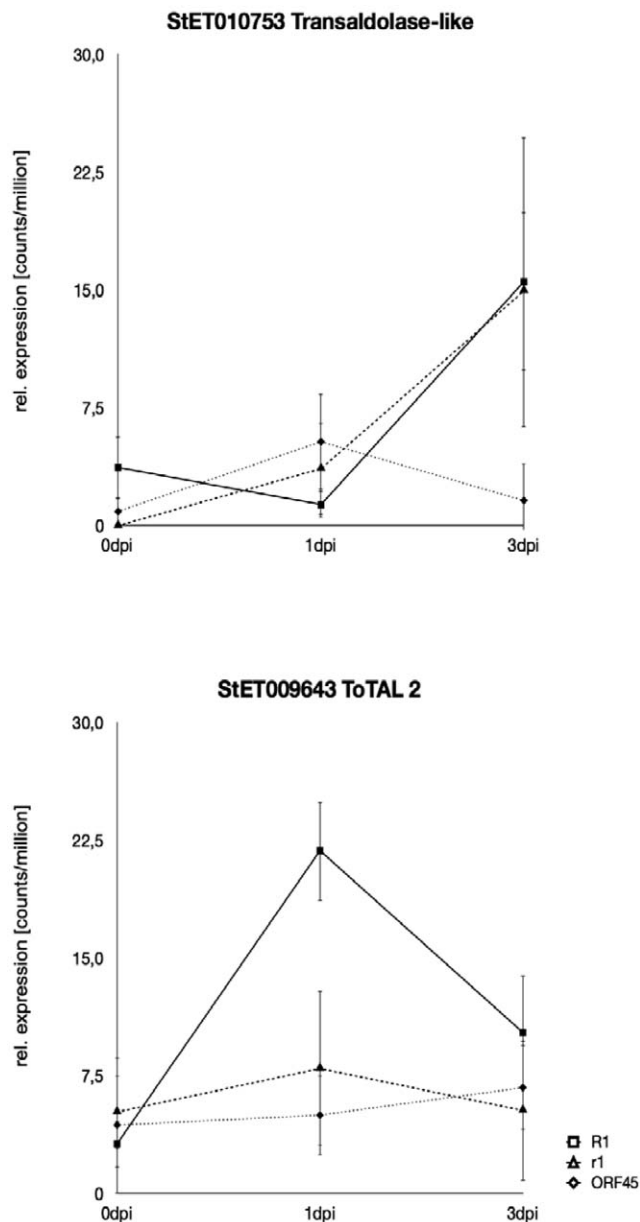 StET010753 Transaldolase-like
rel. expression [counts/million]
30,0
22,5
15,0
7,5
0
0dpi 1dpi 3dpi
StET009643 ToTAL 2
rel. expression [counts/million]
30,0
22,5
15,0
7,5
0
0dpi 1dpi 3dpi
R1
r1
ORF45